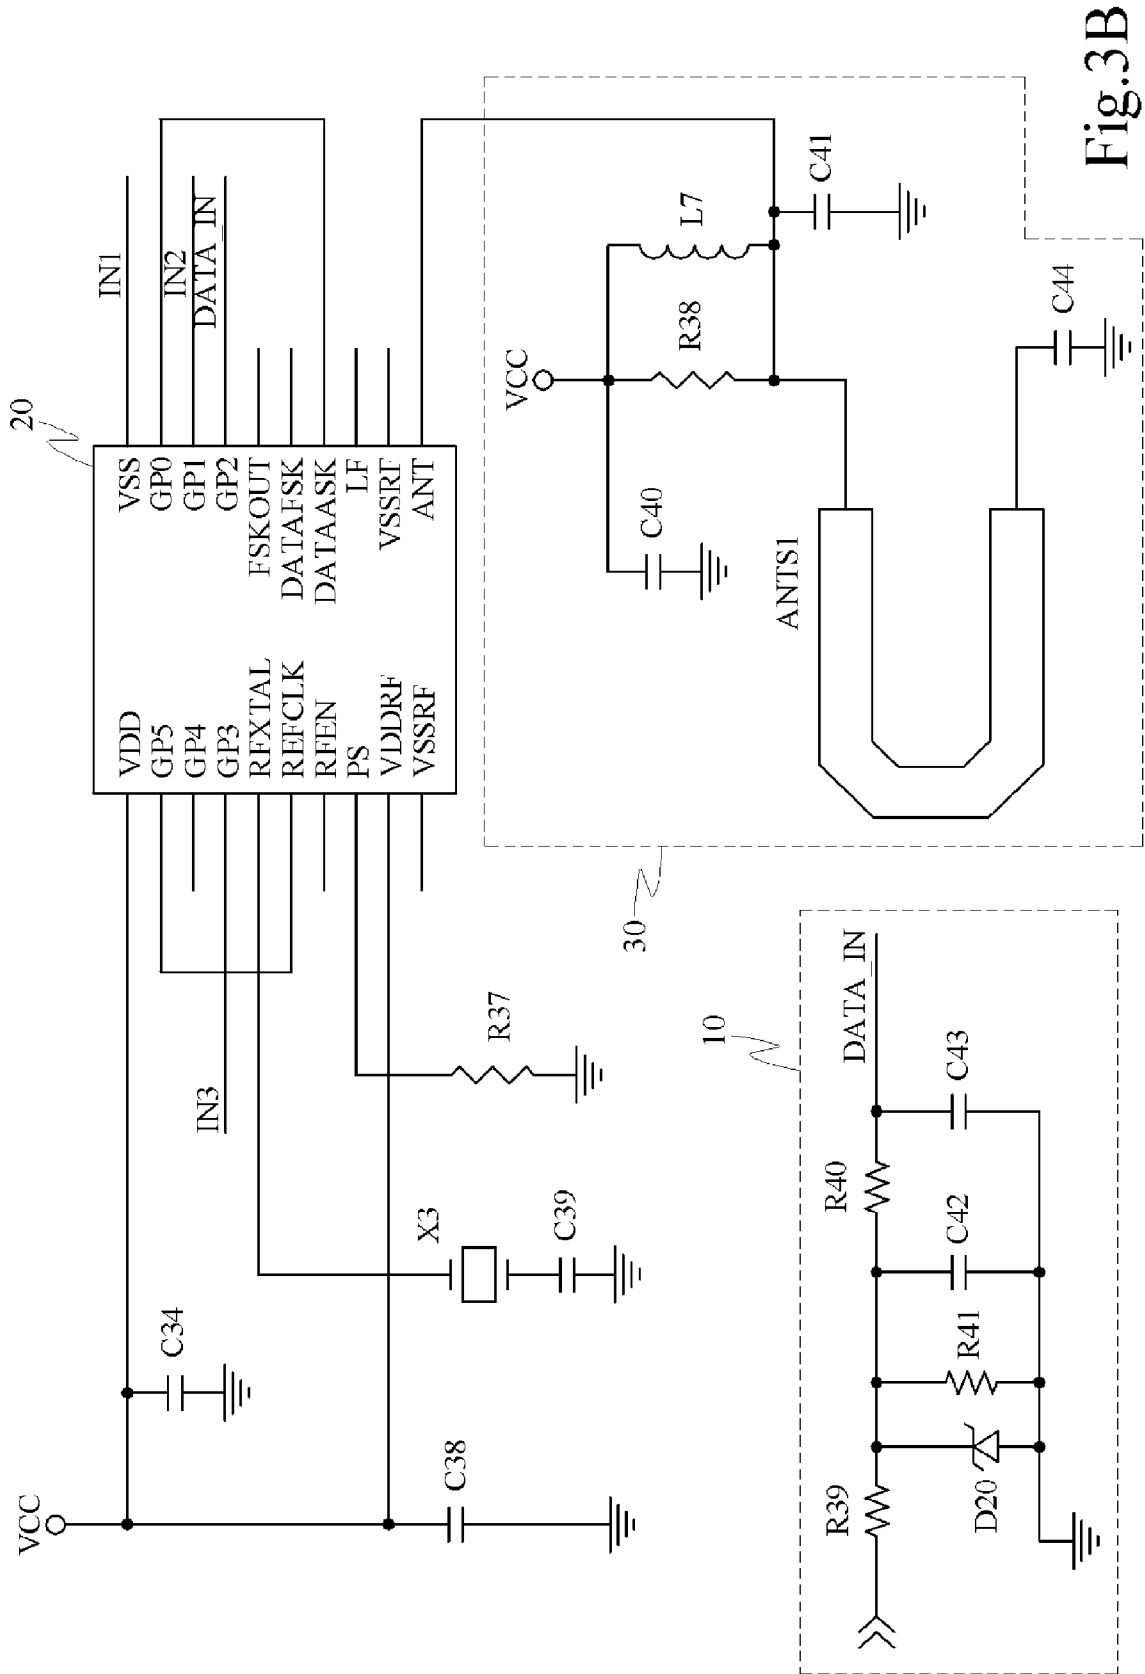 VCC
C34
C38
X3
C39
R37
IN3
20
VDD
GP5
GP4
GP3
RFXTAL
REFCLK
RFEN
PS
VDDRF
VSSRF
VSS
GP0
GP1
GP2
FSKOUT
DATAFSK
DATAASK
LF
VSSRF
ANT
IN1
IN2
DATA_IN
10
R39
D20
R41
R40
C42
C43
DATA_IN
30
VCC
C40
R38
L7
C41
ANTS1
C44
Fig.3B